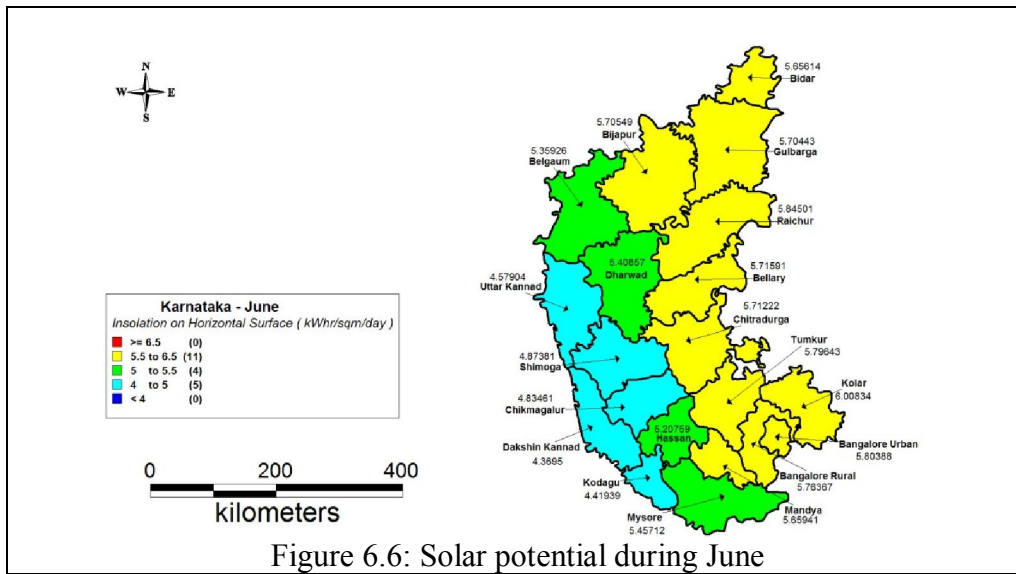 N
W E
S
5.65614
Bidar
5.70549
Bijapur
5.70443
Gulbarga
5.35926
Belgaum
5.84501
Raichur
5.40857
Dharwad
5.71591
Bellary
4.57904
Uttar Kannad
5.71222
Chitradurga
Karnataka - June
Insolation on Horizontal Surface ( kWhr/sqm/day )
>= 6.5 (0)
5.5 to 6.5 (11)
5 to 5.5 (4)
4 to 5 (5)
< 4 (0)
Tumkur
5.79643
4.87381
Shimoga
Kolar
6.00834
4.83461
Chikmagalur
5.20759
Hassan
Dakshin Kannad
4.3695
Bangalore Urban
5.80388
Kodagu
4.41939
Bangalore Rural
5.76367
Mandya
5.65941
Mysore
5.45712
0 200 400
kilometers
Figure 6.6: Solar potential during June